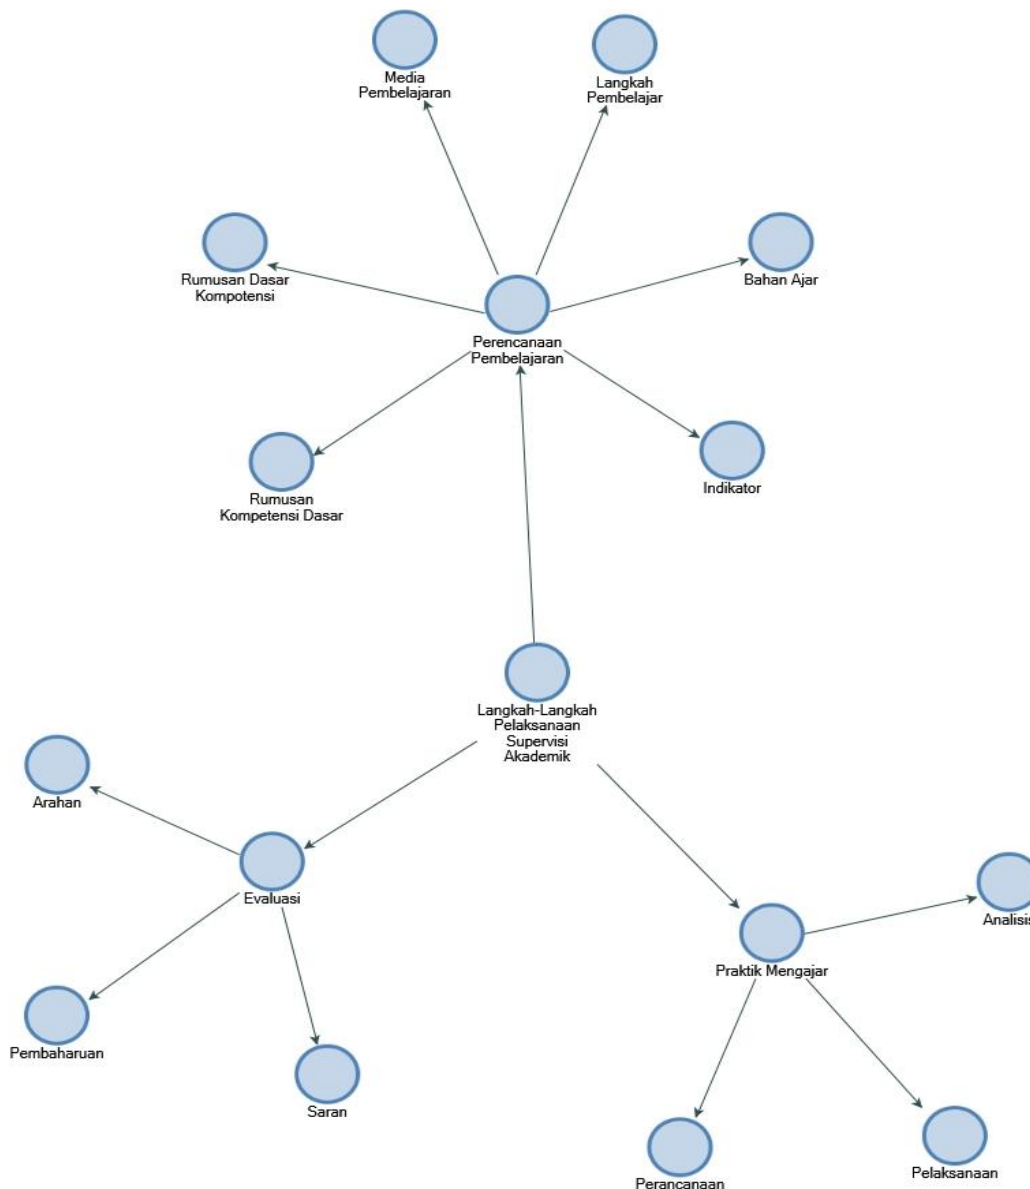 Media
Pembelajaran
Langkah
Pembelajar
Rumusan Dasar
Kompotensi
Bahan Ajar
Perencanaan
Pembelajaran
Rumusan
Kompetensi Dasar
Indikator
Langkah-Langkah
Pelaksanaan
Supervisi
Akademik
Arahan
Evaluasi
Analisis
Praktik Mengajar
Pembaharuan
Saran
Perancanaan
Pelaksanaan